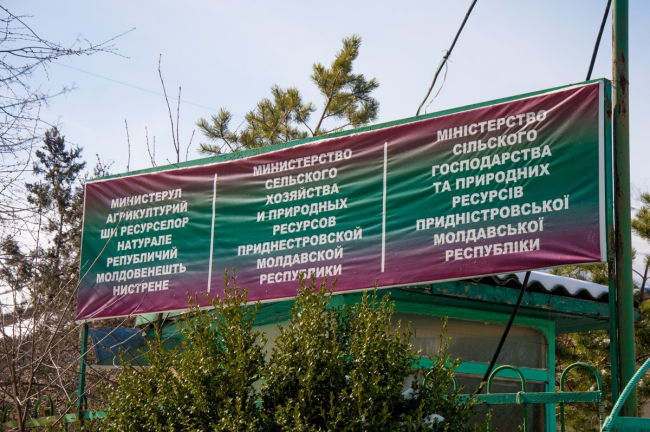 МИНИСТЕРУЛ
АГРИКУЛТУРИЙ
ШИ РЕСУРСЕЛОР
НАТУРАЛЕ
РЕПУБЛИЧИЙ
МОЛДОВЕНЕШТЬ
НИСТРЕНЕ
МИНИСТЕРСТВО
СЕЛЬСКОГО
ХОЗЯЙСТВА
И ПРИРОДНЫХ
РЕСУРСОВ
ПРИДНЕСТРОВСКОЙ
МОЛДАВСКОЙ
РЕСПУБЛИКИ
МІНІСТЕРСТВО
СІЛЬСКОГО
ГОСПОДАРСТВА
ТА ПРИРОДНИХ
РЕСУРСІВ
ПРИДНІСТРОВСЬКОЇ
МОЛДАВСЬКОЇ
РЕСПУБЛІКИ